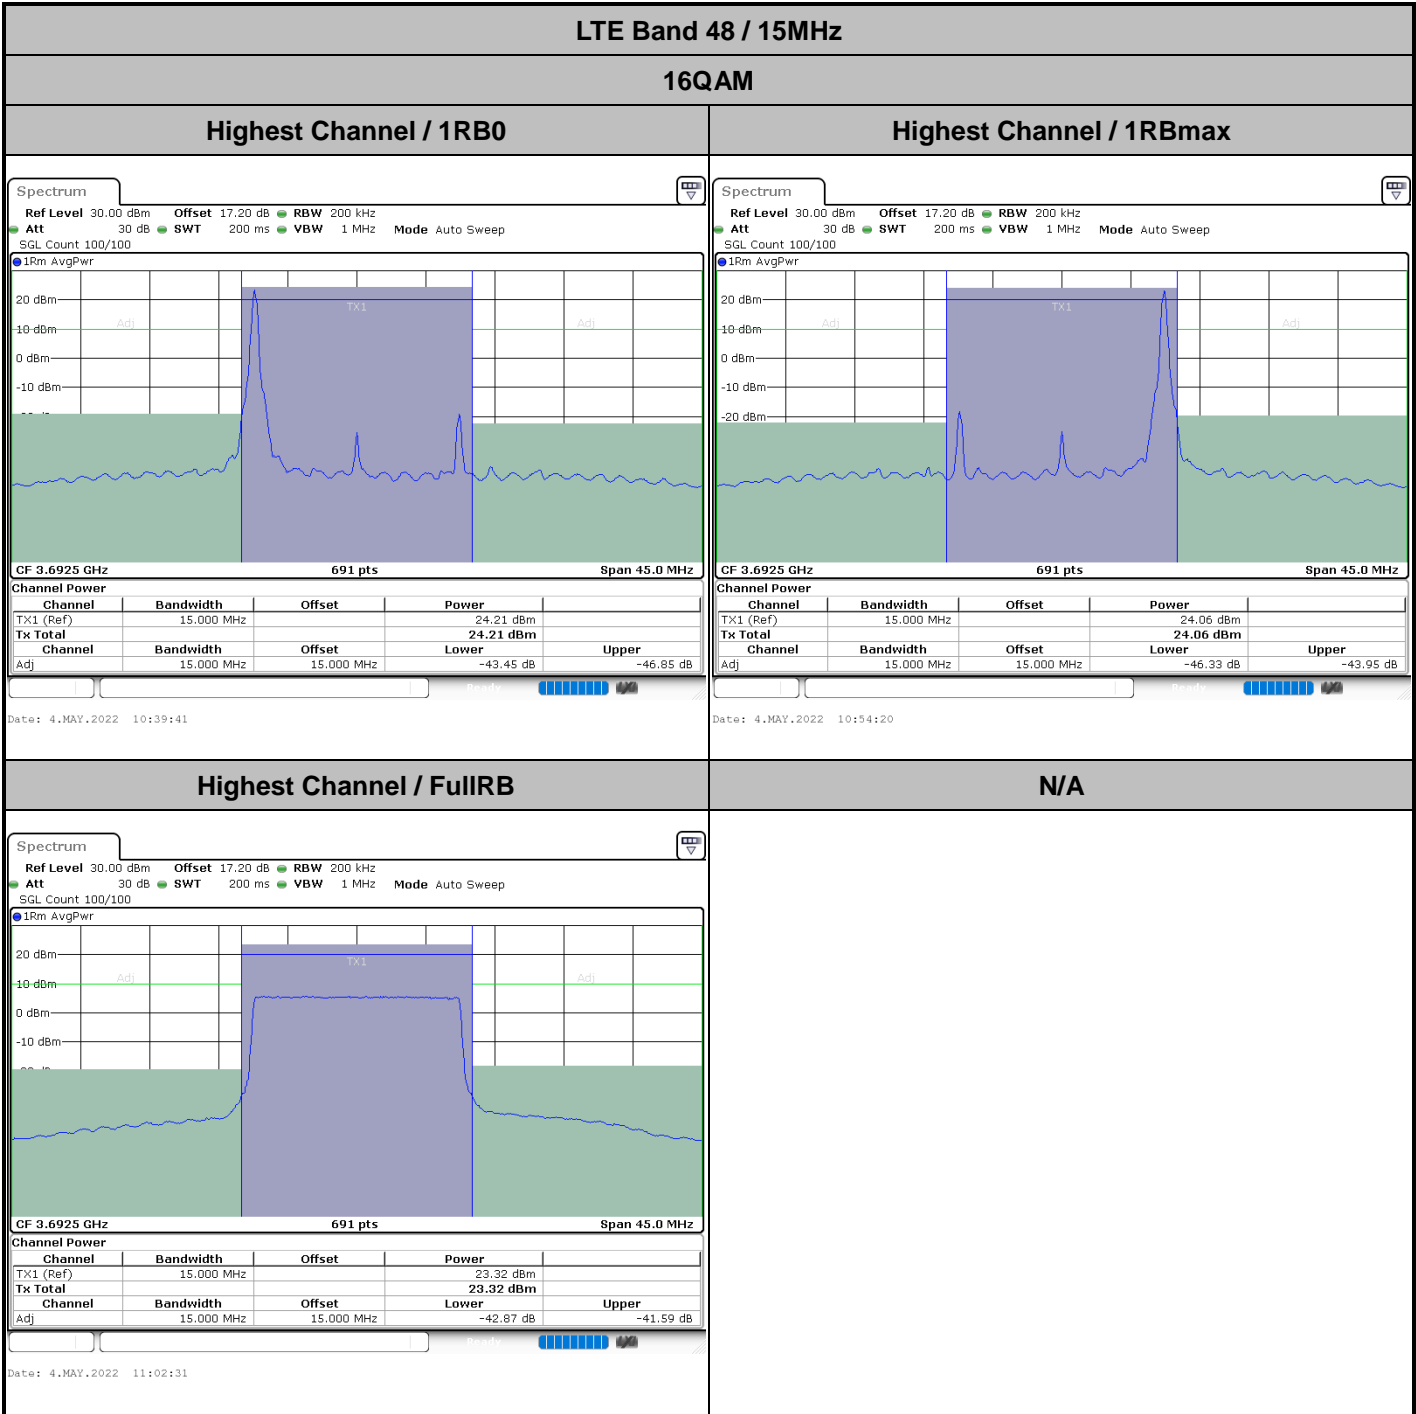 LTE Band 48 / 15MHz
16QAM
Highest Channel / 1RB0
Highest Channel / 1RBmax
Spectrum
Ref Level 30.00 dBm Offset 17.20 dB RBW 200 kHz
Att 30 dB SWT 200 ms VBW 1 MHz Mode Auto Sweep
SGL Count 100/100
1Rm AvgPwr
TX1
Adj
Adj
20 dBm
10 dBm
0 dBm
-10 dBm
CF 3.6925 GHz 691 pts Span 45.0 MHz
Channel Power
Channel Bandwidth Offset Power
TX1 (Ref) 15.000 MHz 24.21 dBm
Tx Total 24.21 dBm
Channel Bandwidth Offset Lower Upper
Adj 15.000 MHz 15.000 MHz -43.45 dB -46.85 dB
Ready
Date: 4.MAY.2022 10:39:41
Spectrum
Ref Level 30.00 dBm Offset 17.20 dB RBW 200 kHz
Att 30 dB SWT 200 ms VBW 1 MHz Mode Auto Sweep
SGL Count 100/100
1Rm AvgPwr
TX1
Adj
Adj
20 dBm
10 dBm
0 dBm
-10 dBm
-20 dBm
CF 3.6925 GHz 691 pts Span 45.0 MHz
Channel Power
Channel Bandwidth Offset Power
TX1 (Ref) 15.000 MHz 24.06 dBm
Tx Total 24.06 dBm
Channel Bandwidth Offset Lower Upper
Adj 15.000 MHz 15.000 MHz -46.33 dB -43.95 dB
Ready
Date: 4.MAY.2022 10:54:20
Highest Channel / FullRB
N/A
Spectrum
Ref Level 30.00 dBm Offset 17.20 dB RBW 200 kHz
Att 30 dB SWT 200 ms VBW 1 MHz Mode Auto Sweep
SGL Count 100/100
1Rm AvgPwr
TX1
Adj
Adj
20 dBm
10 dBm
0 dBm
-10 dBm
CF 3.6925 GHz 691 pts Span 45.0 MHz
Channel Power
Channel Bandwidth Offset Power
TX1 (Ref) 15.000 MHz 23.32 dBm
Tx Total 23.32 dBm
Channel Bandwidth Offset Lower Upper
Adj 15.000 MHz 15.000 MHz -42.87 dB -41.59 dB
Ready
Date: 4.MAY.2022 11:02:31